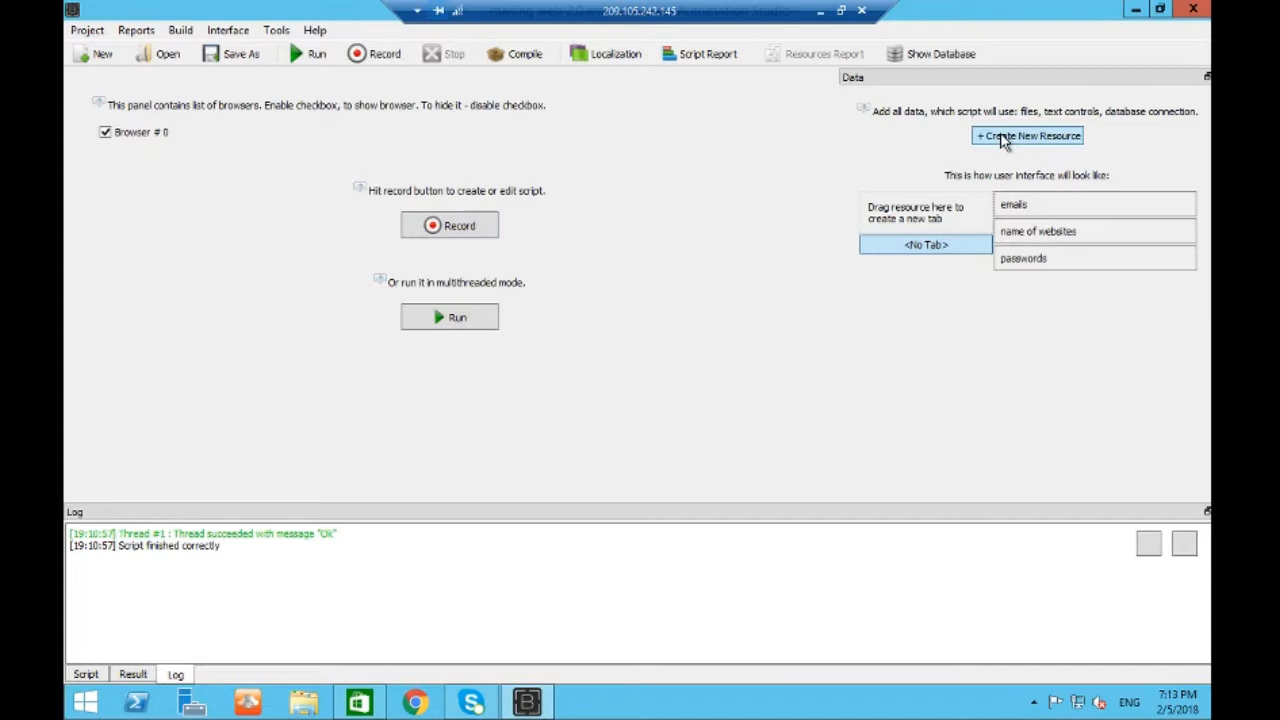 209.105.242.145
Project Reports Build Interface Tools Help
New Open Save As Run Record Stop Compile Localization Script Report Resources Report Show Database
Data
This panel contains list of browsers. Enable checkbox, to show browser. To hide it - disable checkbox.
Browser # 0
Add all data, which script will use: files, text controls, database connection.
+ Create New Resource
This is how user interface will look like:
Hit record button to create or edit script.
Record
Drag resource here to
create a new tab
<No Tab>
emails
name of websites
passwords
Or run it in multithreaded mode.
Run
Log
[19:10:57] Thread #1 : Thread succeeded with message "Ok"
[19:10:57] Script finished correctly
Script Result Log
ENG
7:13 PM
2/5/2018